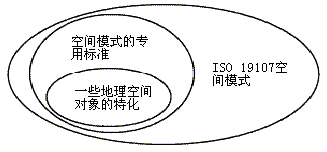 空间模式的专
用标准
ISO 19107空
间模式
一些地理空间
对象的特化